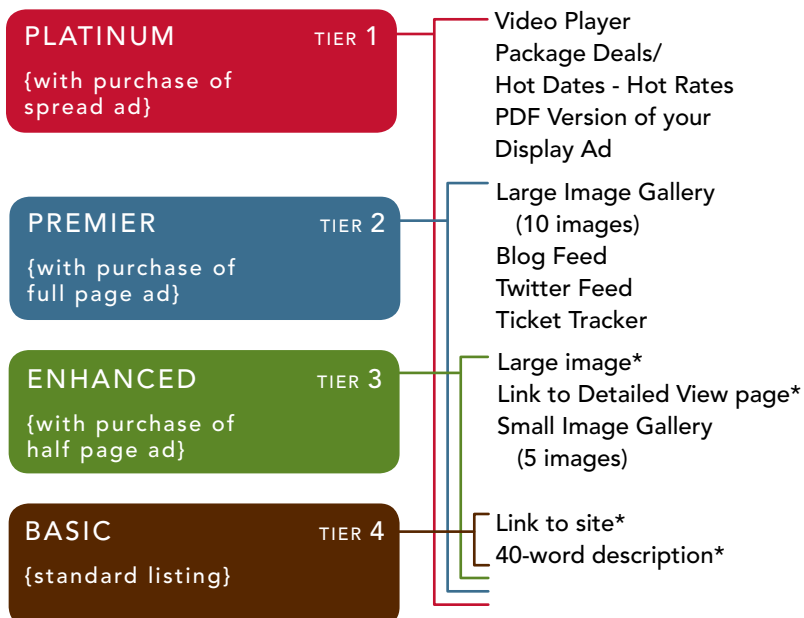 PLATINUM TIER 1
{with purchase of
spread ad}
Video Player
Package Deals/
Hot Dates - Hot Rates
PDF Version of your
Display Ad
PREMIER TIER 2
{with purchase of
full page ad}
Large Image Gallery
(10 images)
Blog Feed
Twitter Feed
Ticket Tracker
ENHANCED TIER 3
{with purchase of
half page ad}
Large image*
Link to Detailed View page*
Small Image Gallery
(5 images)
BASIC TIER 4
{standard listing}
Link to site*
40-word description*